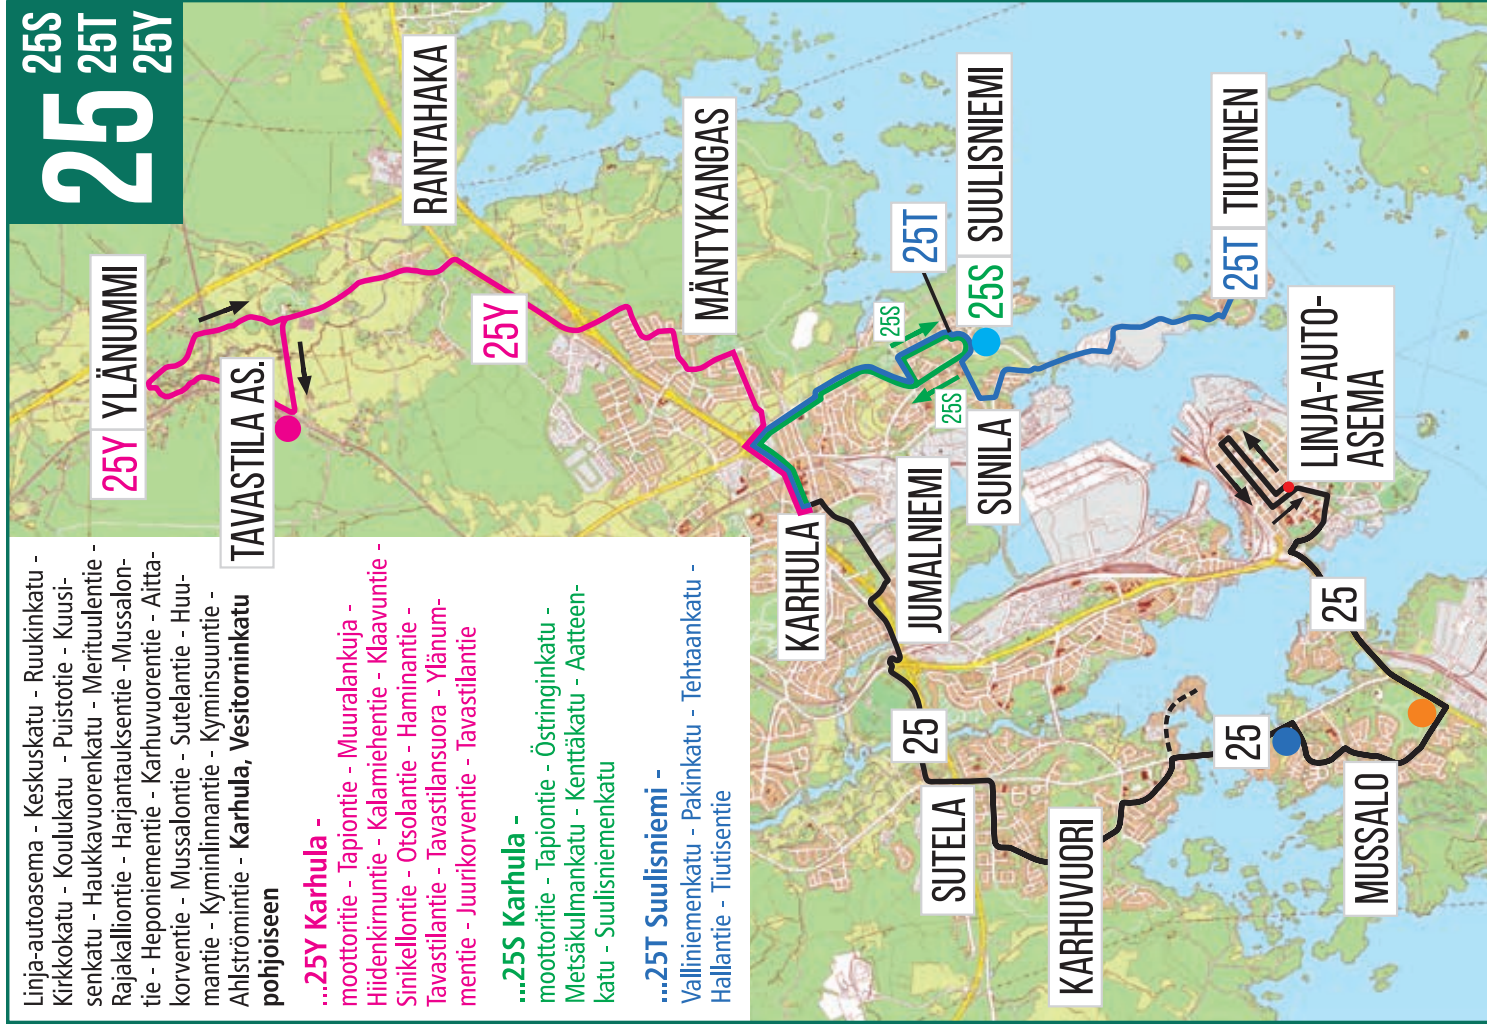 25 25S
25T
25Y
Linja-autoasema - Keskuskatu - Ruukinkatu -
Kirkkokatu - Koulukatu - Puistotie - Kuusi-
senkatu - Haukkavuorenkatu - Merituulentie -
Rajakalliontie - Harjantauksentie -Mussalon-
tie - Heponiementie - Karhuvuorentie - Aitta-
korventie - Mussalontie - Sutelantie - Huu-
mantie - Kyminlinnantie - Kyminsuuntie -
Ahlströmintie - Karhula, Vesitorninkatu
pohjoiseen
...25Y Karhula -
moottoritie - Tapiontie - Muuralankuja -
Hiidenkirnuntie - Kalamiehentie - Klaavuntie -
Sinikellontie - Otsolantie - Haminantie -
Tavastilantie - Tavastilansuora - Ylänum-
mentie - Juurikorventie - Tavastilantie
...25S Karhula -
moottoritie - Tapiontie - Östringinkatu -
Metsäkulmankatu - Kenttäkatu - Aatteen-
katu - Suulisniemenkatu
...25T Suulisniemi -
Valliniemenkatu - Pakinkatu - Tehtaankatu -
Hallantie - Tiutisentie
25Y YLÄNUMMI
TAVASTILA AS.
RANTAHAKA
25Y
MÄNTYKANGAS
KARHULA
25S
25T
25S
25S SUULISNIEMI
SUNILA
JUMALNIEMI
25T TIUTINEN
LINJA-AUTO-
ASEMA
25
25
25
SUTELA
KARHUVUORI
MUSSALO